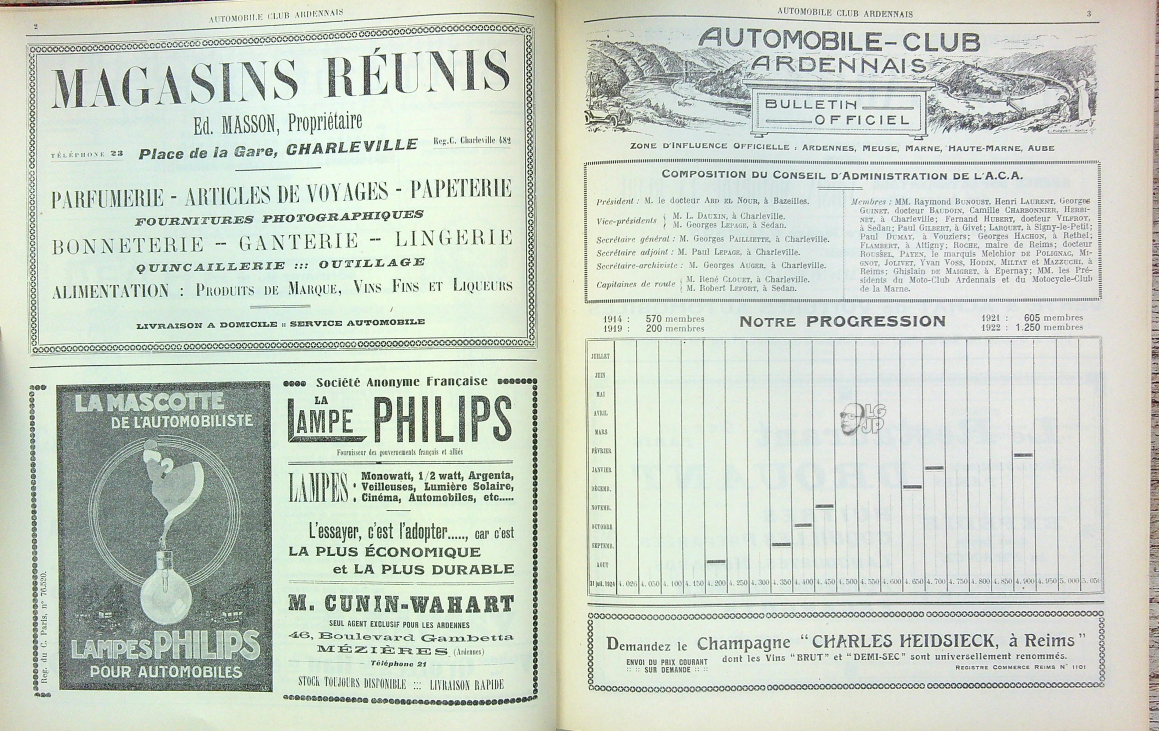 2
AUTOMOBILE CLUB ARDENNAIS
MAGASINS RÉUNIS
Ed. MASSON, Propriétaire
TÉLÉPHONE 23 Place de la Gare, CHARLEVILLE Reg.C. Charleville 482
PARFUMERIE - ARTICLES DE VOYAGES - PAPETERIE
FOURNITURES PHOTOGRAPHIQUES
BONNETERIE -- GANTERIE -- LINGERIE
QUINCAILLERIE ::: OUTILLAGE
ALIMENTATION : PRODUITS DE MARQUE, VINS FINS ET LIQUEURS
LIVRAISON A DOMICILE :: SERVICE AUTOMOBILE
Reg. du C. Paris, n° 76.520.
LA MASCOTTE
DE L'AUTOMOBILISTE
LAMPES PHILIPS
POUR AUTOMOBILES
Société Anonyme Française
LA
LAMPE PHILIPS
Fournisseur des gouvernements français et alliés
LAMPES : Monowatt, 1/2 watt, Argenta,
Veilleuses, Lumière Solaire,
Cinéma, Automobiles, etc.....
L'essayer, c'est l'adopter....., car c'est
LA PLUS ÉCONOMIQUE
et LA PLUS DURABLE
M. CUNIN-WAHART
SEUL AGENT EXCLUSIF POUR LES ARDENNES
46, Boulevard Gambetta
MÉZIÈRES (Ardennes)
Téléphone 21
STOCK TOUJOURS DISPONIBLE ::: LIVRAISON RAPIDE
AUTOMOBILE CLUB ARDENNAIS
3
AUTOMOBILE-CLUB
ARDENNAIS
BULLETIN
OFFICIEL
ZONE D'INFLUENCE OFFICIELLE : ARDENNES, MEUSE, MARNE, HAUTE-MARNE, AUBE
COMPOSITION DU CONSEIL D'ADMINISTRATION DE L'A.C.A.
Président : M. le docteur ABD EL NOUR, à Bazeilles.
Vice-présidents { M. L. DAUXIN, à Charleville.
M. Georges LEPAGE, à Sedan.
Secrétaire général : M. Georges PAILLIETTE, à Charleville.
Secrétaire adjoint : M. Paul LEPAGE, à Charleville.
Secrétaire-archiviste : M. Georges AUGER, à Charleville.
Capitaines de route { M. René CLOUET, à Charleville.
M. Robert LEFORT, à Sedan.
Membres : MM. Raymond BUNOUST, Henri LAURENT, Georges
GUINET, docteur BAUDOIN, Camille CHARBONNIER, HERBI-
NET, à Charleville; Fernand HUBERT, docteur VILFROY,
à Sedan; Paul GILBERT, à Givet; LARQUET, à Signy-le-Petit;
Paul DUMAY, à Vouziers; Georges HACHON, à Rethel;
FLAMBERT, à Attigny; ROCHE, maire de Reims; docteur
ROUSSEL, PAYEN, le marquis Melchior DE POLIGNAC, MI-
GNOT, JOLIVET, Yvan VOSS, HODIN, MILTAT et MAZZUCHI, à
Reims; Ghislain DE MAIGRET, à Epernay; MM. les Pré-
sidents du Moto-Club Ardennais et du Motocycle-Club
de la Marne.
1914 : 570 membres
1919 : 200 membres
NOTRE PROGRESSION
1921 : 605 membres
1922 : 1.250 membres
JUILLET
JUIN
MAI
AVRIL
MARS
FÉVRIER
JANVIER
DÉCEMB.
NOVEMB.
OCTOBRE
SEPTEMB.
AOUT
31 juil. 1924 4.026 4.050 4.100 4.150 4.200 4.250 4.300 4.350 4.400 4.450 4.500 4.550 4.600 4.650 4.700 4.750 4.800 4.850 4.900 4.950 5.000 5.050
LG
JP
Demandez le Champagne "CHARLES HEIDSIECK, à Reims"
ENVOI DU PRIX COURANT
:: :: SUR DEMANDE :: ::
dont les Vins "BRUT" et "DEMI-SEC" sont universellement renommés.
REGISTRE COMMERCE REIMS N° 1101